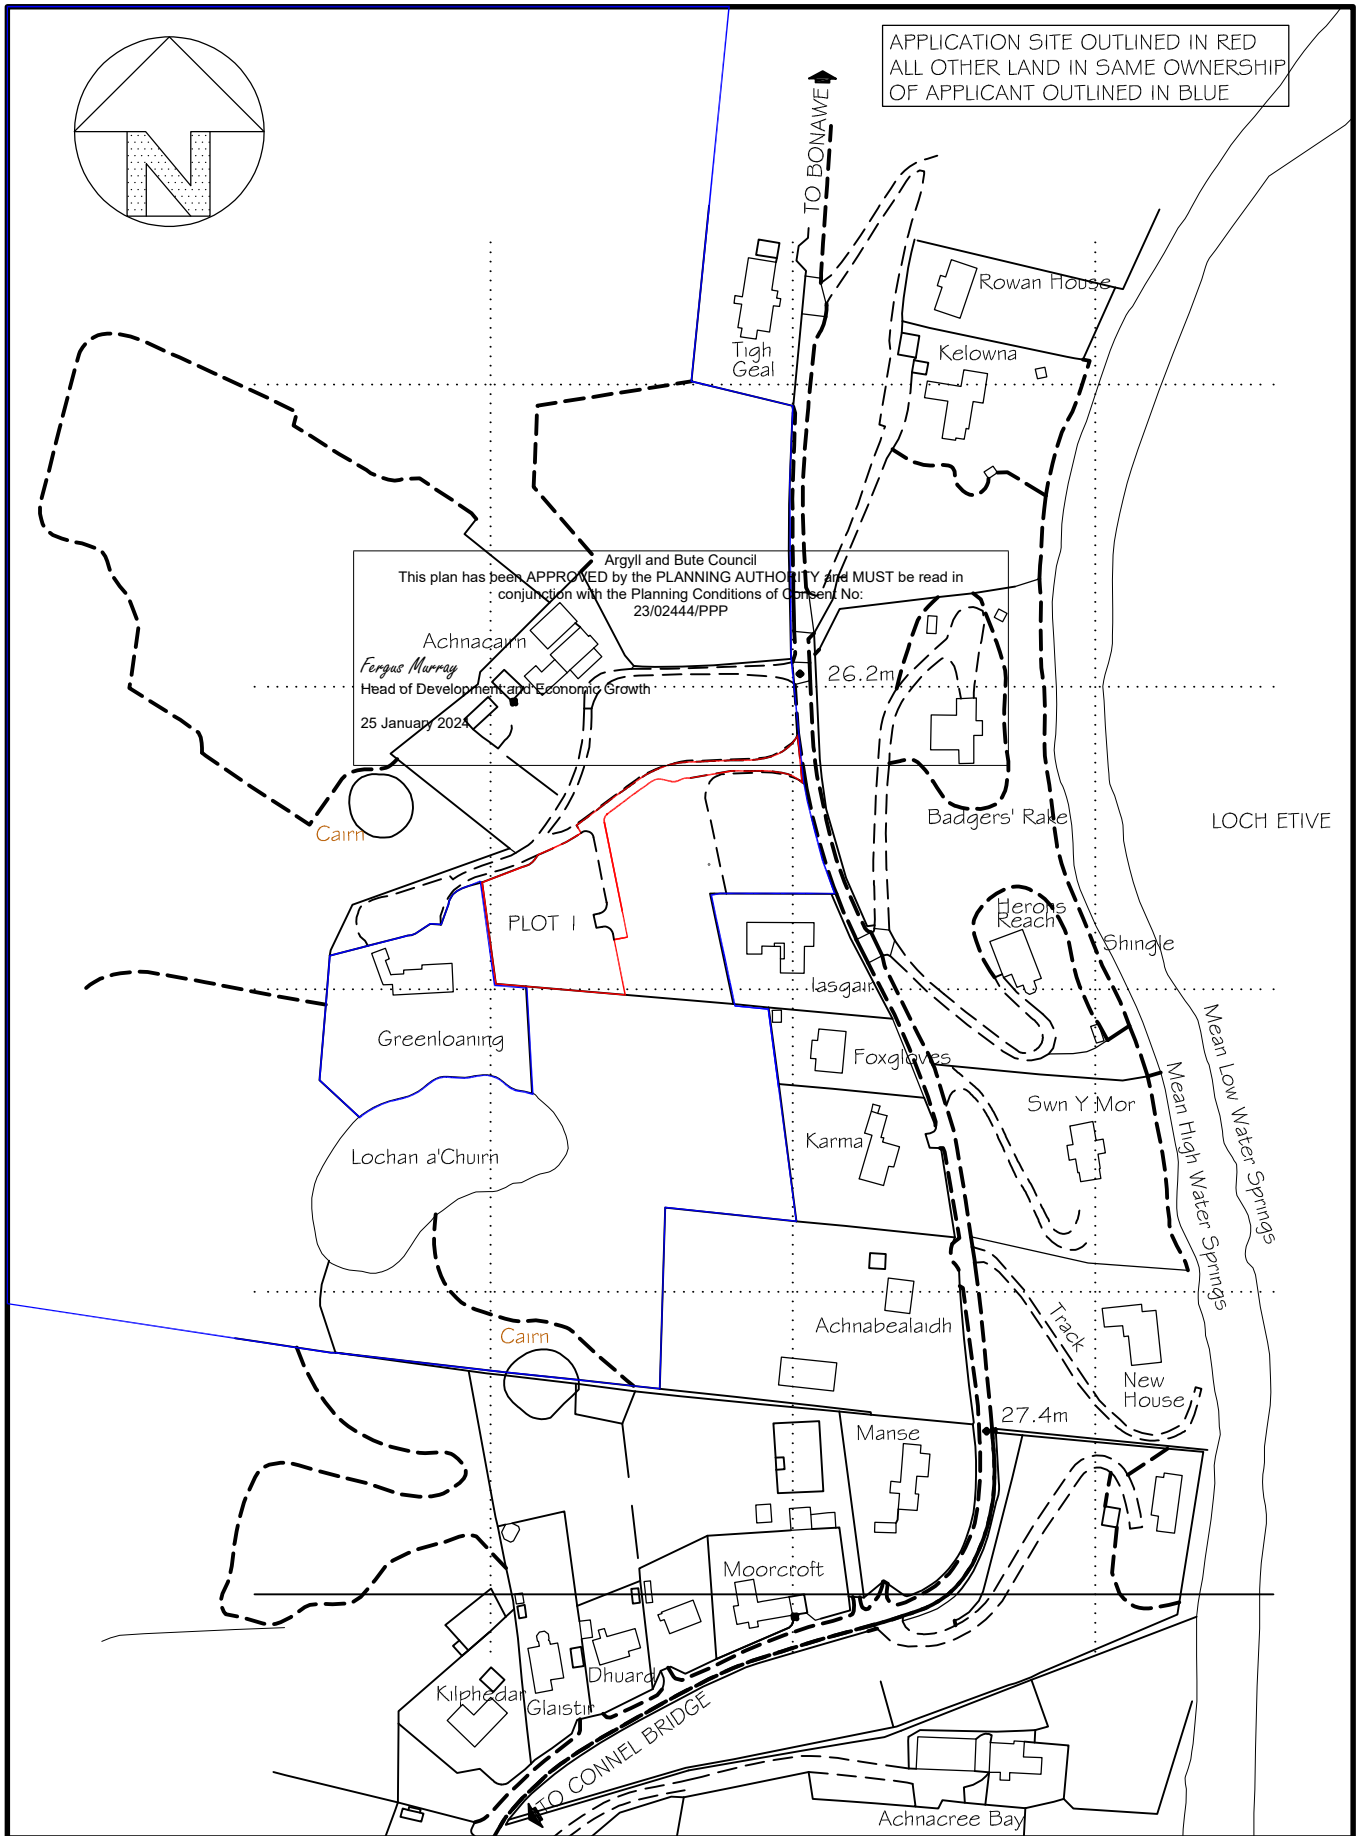 APPLICATION SITE OUTLINED IN RED
ALL OTHER LAND IN SAME OWNERSHIP
OF APPLICANT OUTLINED IN BLUE
N
TO BONAWE
Rowan House
Tigh
Geal
Kelowna
Argyll and Bute Council
This plan has been APPROVED by the PLANNING AUTHORITY and MUST be read in
conjunction with the Planning Conditions of Consent No:
23/02444/PPP
Achnacairn
Fergus Murray
Head of Development and Economic Growth
25 January 2024
26.2m
Cairn
Badgers' Rake
LOCH ETIVE
PLOT 1
Herons
Reach
Shingle
Iasgair
Greenloaning
Foxgloves
Mean Low Water Springs
Mean High Water Springs
Swn Y Mor
Karma
Lochan a'Chuirn
Cairn
Achnabealaidh
Track
New
House
27.4m
Manse
Moorcroft
Dhuard
Kilphedar
Glaistir
TO CONNEL BRIDGE
Achnacree Bay